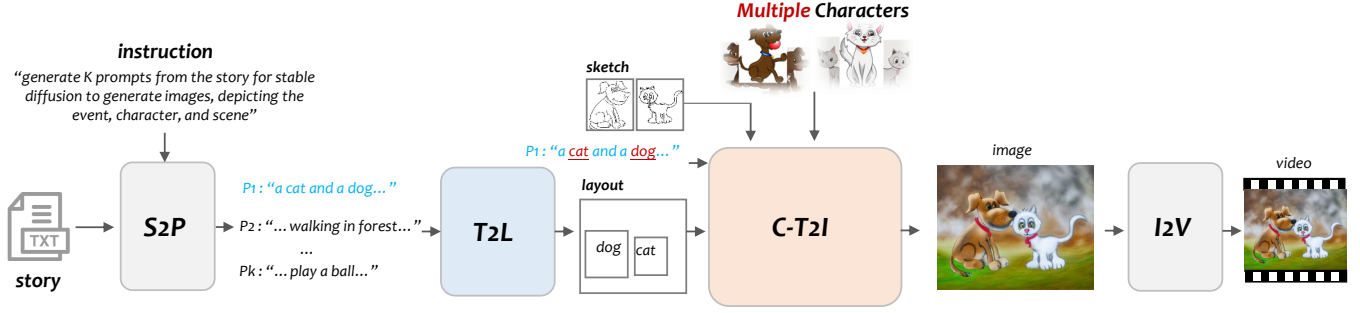 Multiple Characters
instruction
"generate K prompts from the story for stable
diffusion to generate images, depicting the
event, character, and scene"
sketch
P1 : "a cat and a dog..."
image
video
TXT
story
S2P
P1 : "a cat and a dog..."
P2 : "... walking in forest..."
...
Pk : "... play a ball..."
T2L
layout
dog
cat
C-T2I
I2V